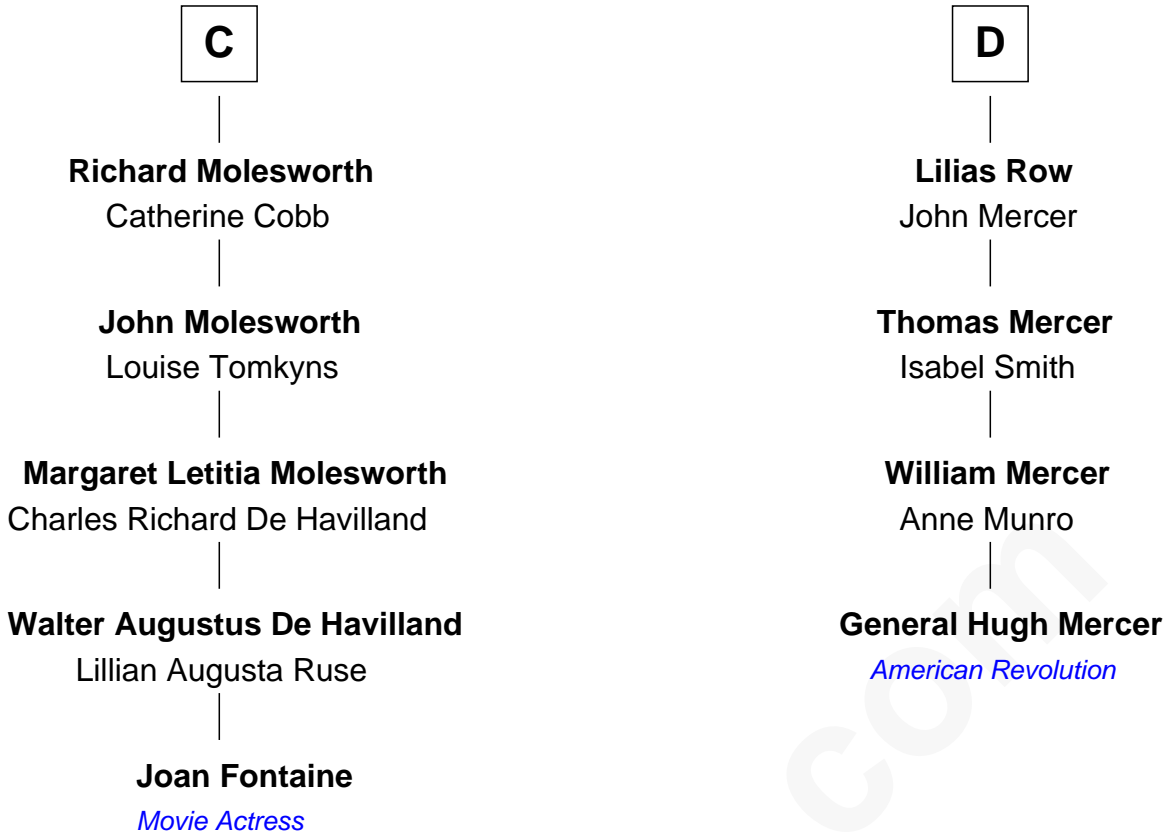 C
Richard Molesworth
Catherine Cobb
John Molesworth
Louise Tomkyns
Margaret Letitia Molesworth
Charles Richard De Havilland
Walter Augustus De Havilland
Lillian Augusta Ruse
Joan Fontaine
Movie Actress
D
Lilias Row
John Mercer
Thomas Mercer
Isabel Smith
William Mercer
Anne Munro
General Hugh Mercer
American Revolution
com